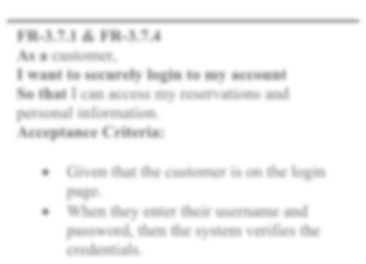 FR-3.7.1 & FR-3.7.4
As a customer,
I want to securely login to my account
So that I can access my reservations and
personal information.
Acceptance Criteria:
• Given that the customer is on the login
page.
• When they enter their username and
password, then the system verifies the
credentials.